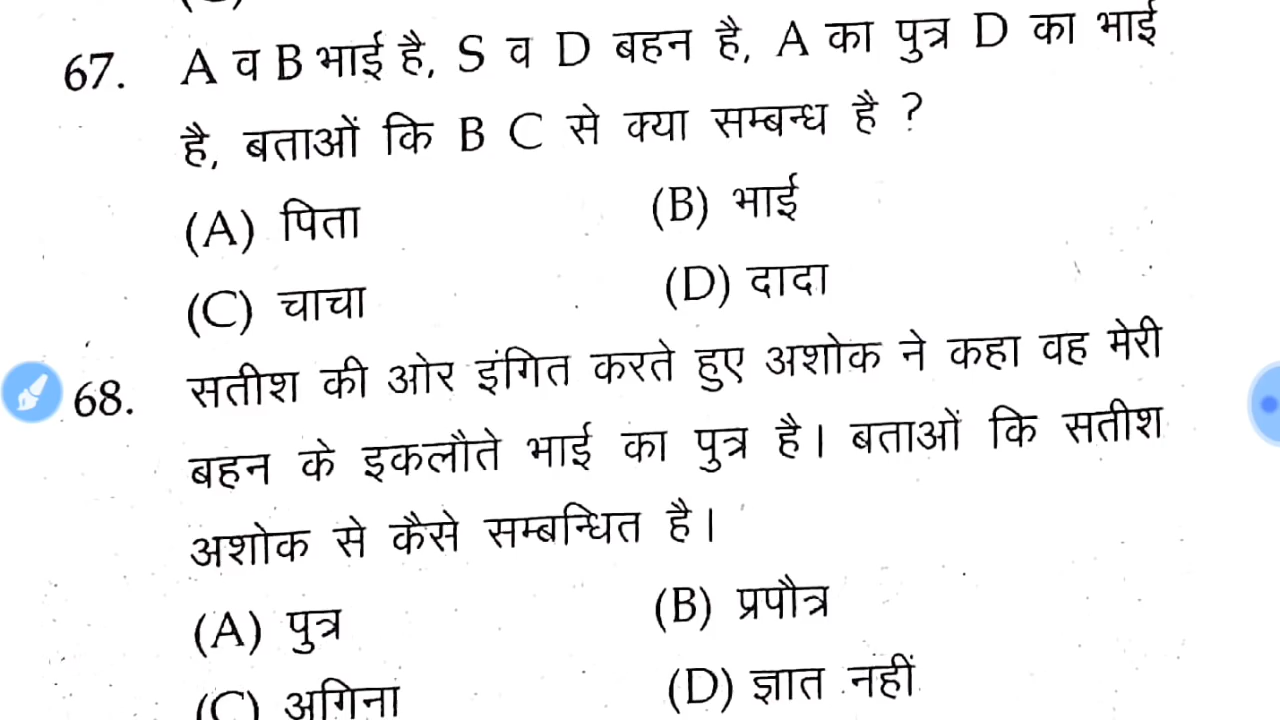 67. A व B भाई है, S व D बहन है, A का पुत्र D का भाई
है, बताओं कि B C से क्या सम्बन्ध है ?
(A) पिता (B) भाई
(C) चाचा (D) दादा
68. सतीश की ओर इंगित करते हुए अशोक ने कहा वह मेरी
बहन के इकलौते भाई का पुत्र है। बताओं कि सतीश
अशोक से कैसे सम्बन्धित है।
(A) पुत्र (B) प्रपौत्र
(C) अगिना (D) ज्ञात नहीं